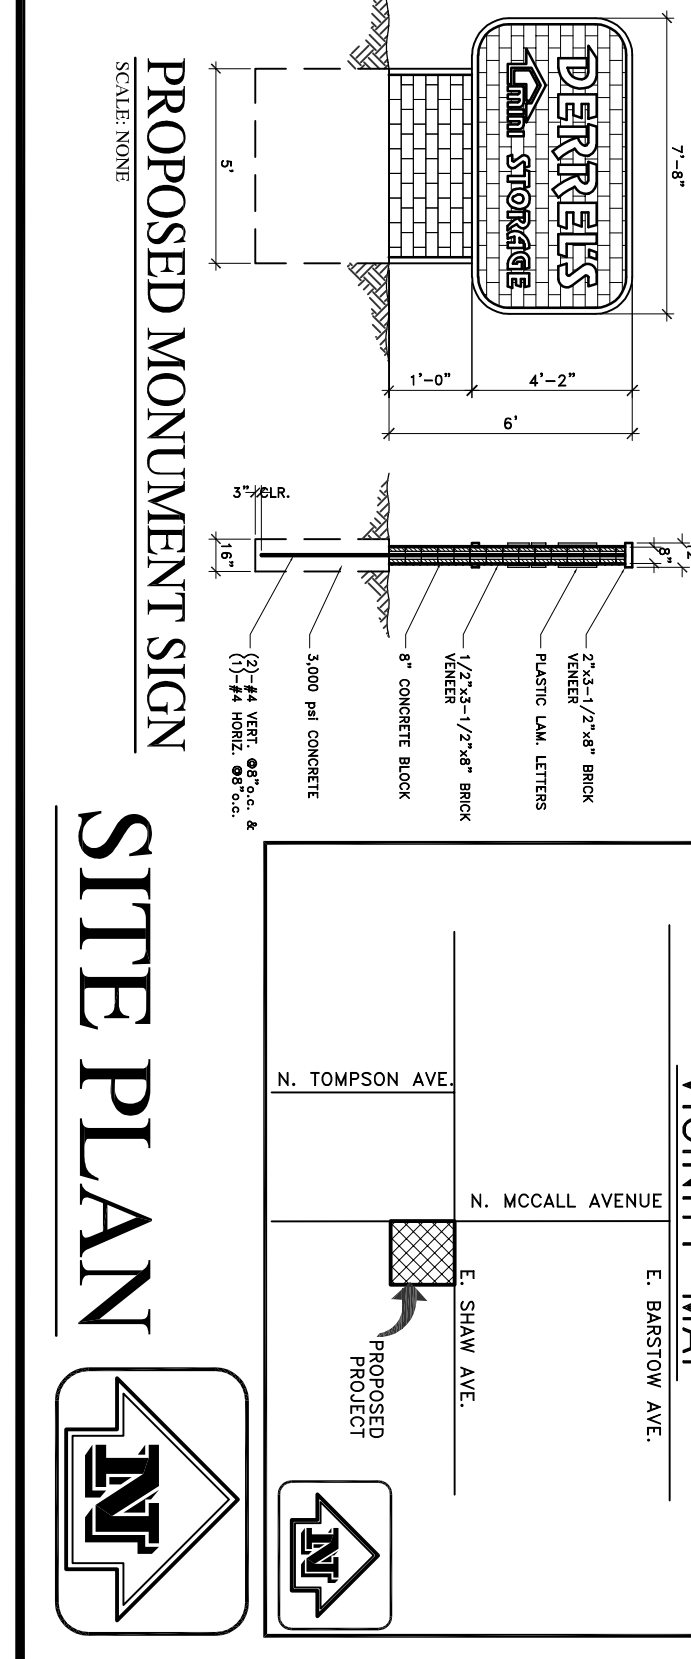 7'-8"
DERREL'S
mini STORAGE
4'-2"
1'-0"
6'
5'
PROPOSED MONUMENT SIGN
SCALE: NONE
8"
3" CLR.
16"
2"x3-1/2"x8" BRICK
VENEER
PLASTIC LAM. LETTERS
1/2"x3-1/2"x8" BRICK
VENEER
8" CONCRETE BLOCK
3,000 psi CONCRETE
(2)-#4 VERT. @8"o.c. &
(1)-#4 HORIZ. @8"o.c.
VICINITY MAP
E. BARSTOW AVE.
N. MCCALL AVENUE
E. SHAW AVE.
N. TOMPSON AVE.
PROPOSED
PROJECT
N
SITE PLAN
N